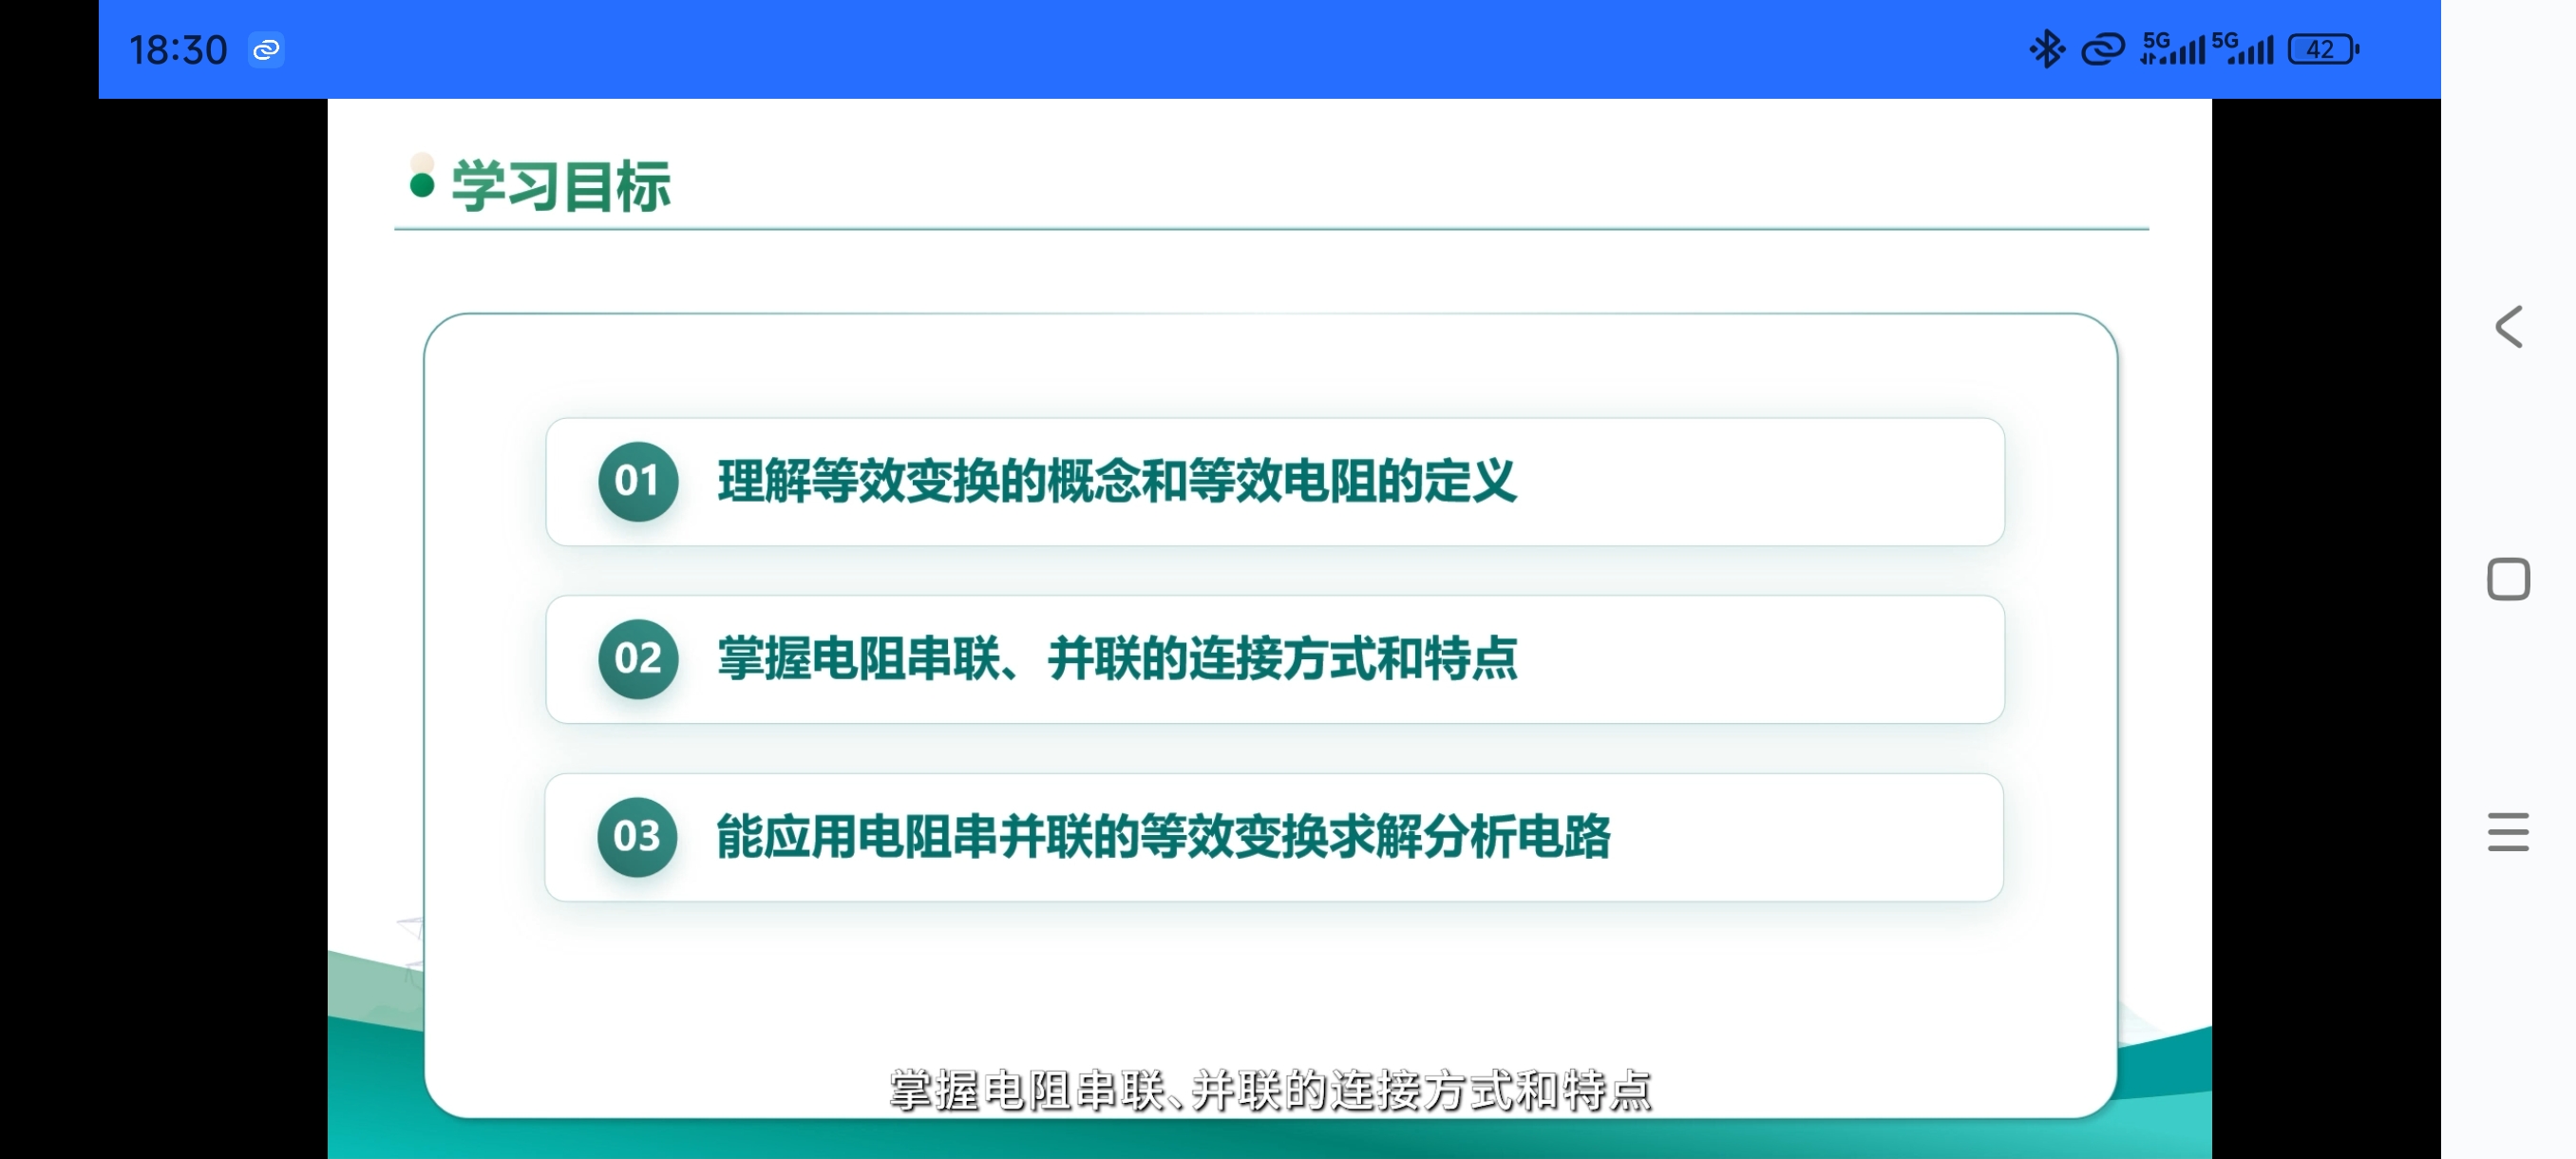 18:30
5G 5G 42
学习目标
01 理解等效变换的概念和等效电阻的定义
02 掌握电阻串联、并联的连接方式和特点
03 能应用电阻串并联的等效变换求解分析电路
掌握电阻串联、并联的连接方式和特点